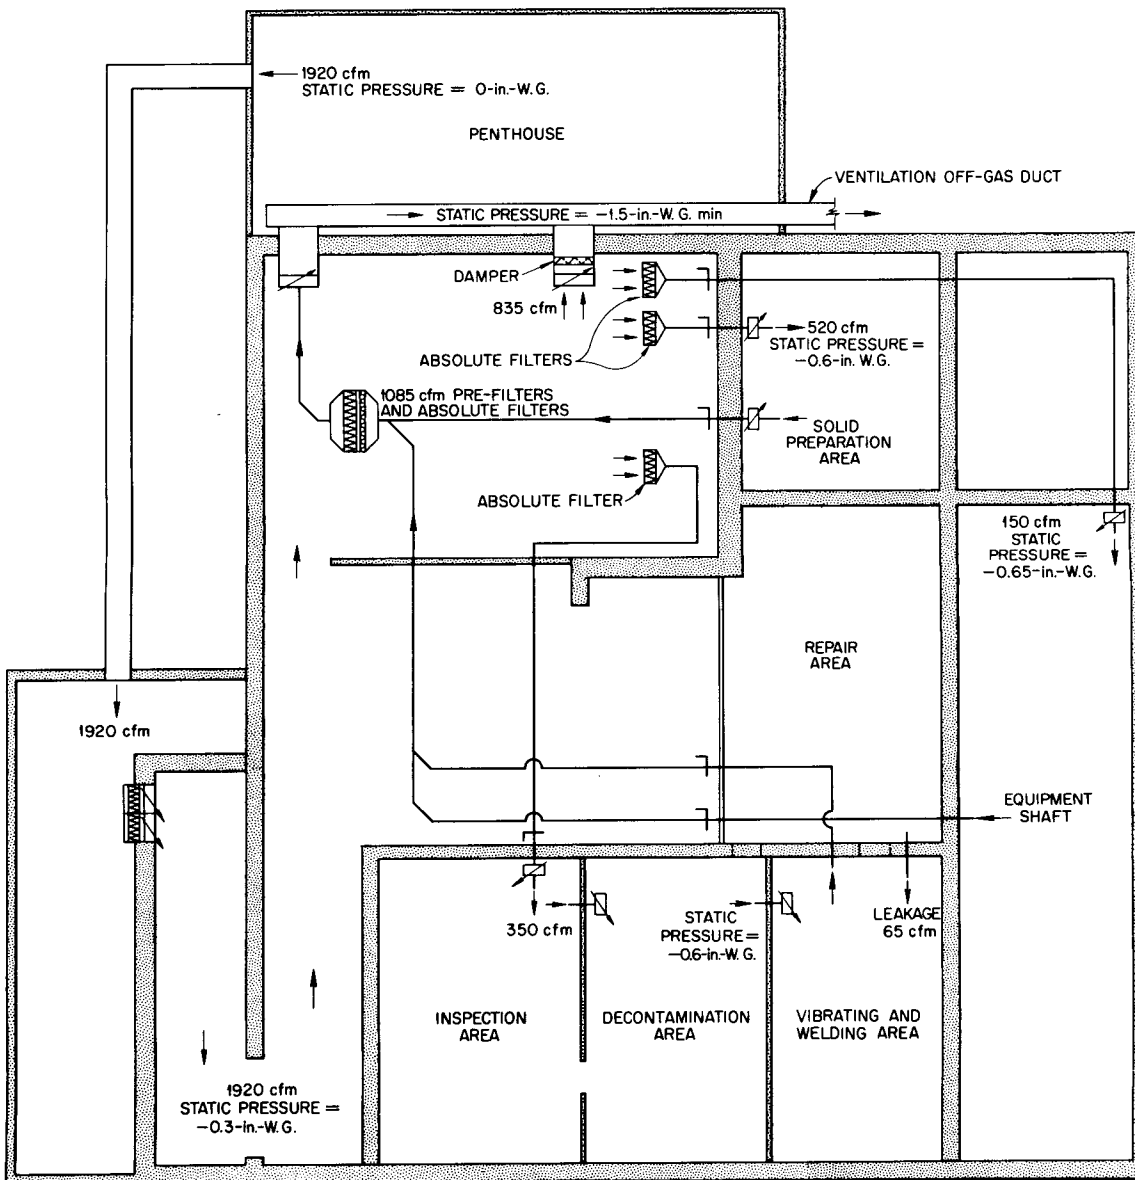 1920 cfm
STATIC PRESSURE = 0-in.-W.G.
PENTHOUSE
VENTILATION OFF-GAS DUCT
STATIC PRESSURE = -1.5-in.-W.G. min
DAMPER
835 cfm
520 cfm
STATIC PRESSURE =
-0.6-in. W.G.
ABSOLUTE FILTERS
1085 cfm PRE-FILTERS
AND ABSOLUTE FILTERS
SOLID
PREPARATION
AREA
ABSOLUTE FILTER
150 cfm
STATIC
PRESSURE =
-0.65-in.-W.G.
REPAIR
AREA
1920 cfm
EQUIPMENT
SHAFT
350 cfm
STATIC
PRESSURE =
-0.6-in-W.G.
LEAKAGE
65 cfm
INSPECTION
AREA
DECONTAMINATION
AREA
VIBRATING AND
WELDING AREA
1920 cfm
STATIC PRESSURE =
-0.3-in.-W.G.